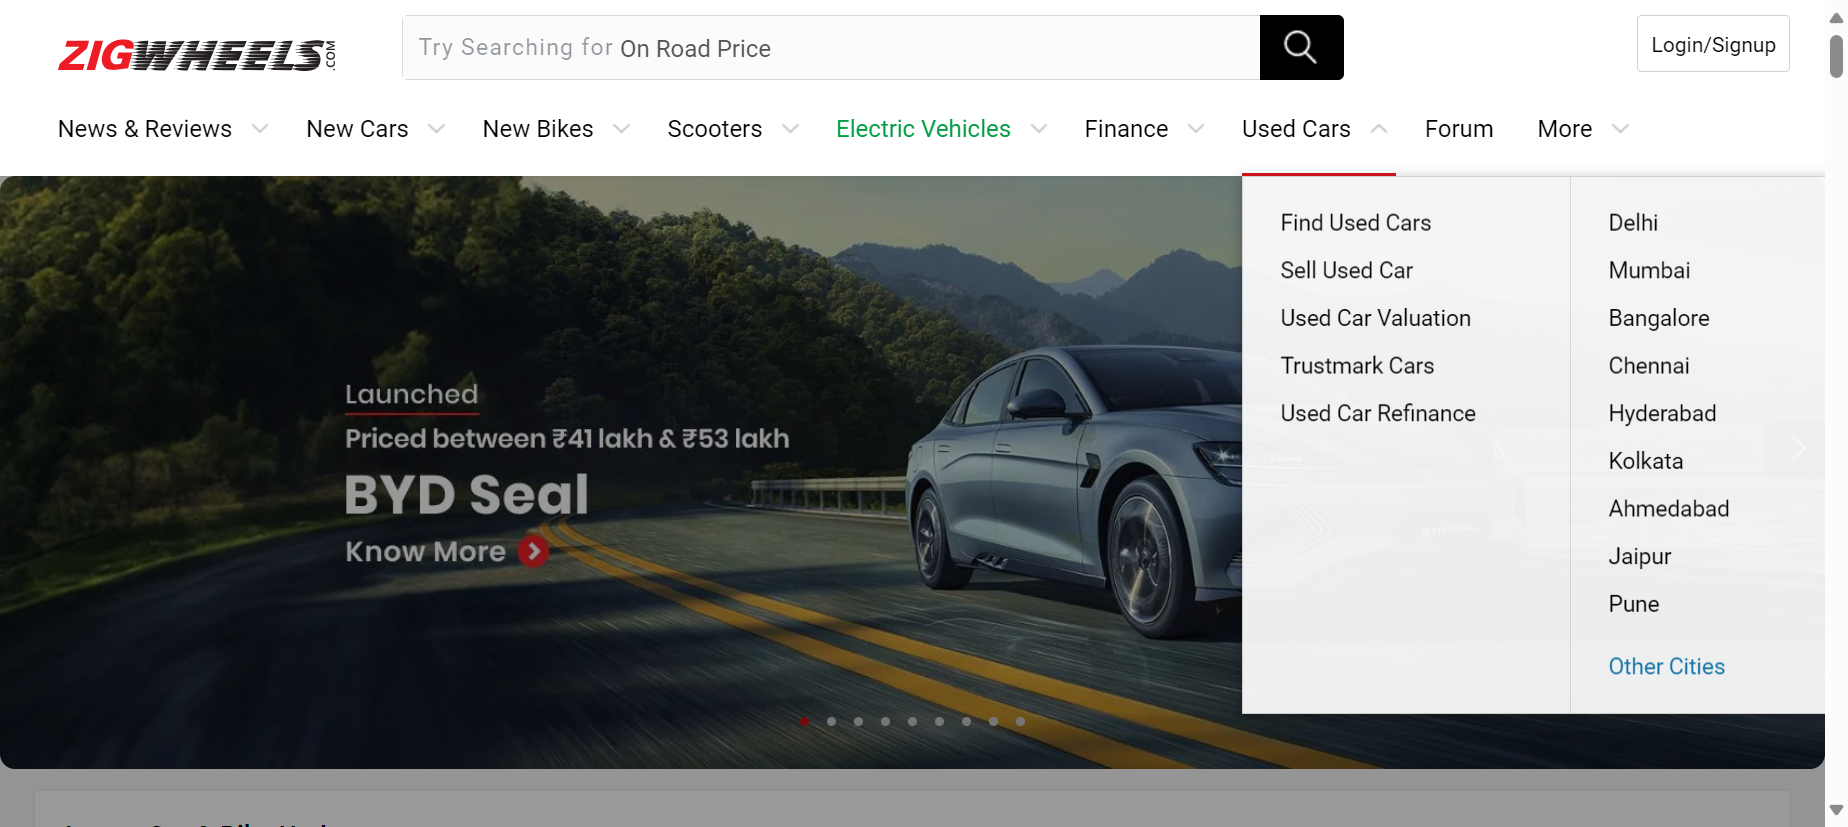 ZIGWHEELS.COM
Try Searching for On Road Price
Login/Signup
News & Reviews
New Cars
New Bikes
Scooters
Electric Vehicles
Finance
Used Cars
Forum
More
Launched
Priced between ₹41 lakh & ₹53 lakh
BYD Seal
Know More
Find Used Cars
Sell Used Car
Used Car Valuation
Trustmark Cars
Used Car Refinance
Delhi
Mumbai
Bangalore
Chennai
Hyderabad
Kolkata
Ahmedabad
Jaipur
Pune
Other Cities